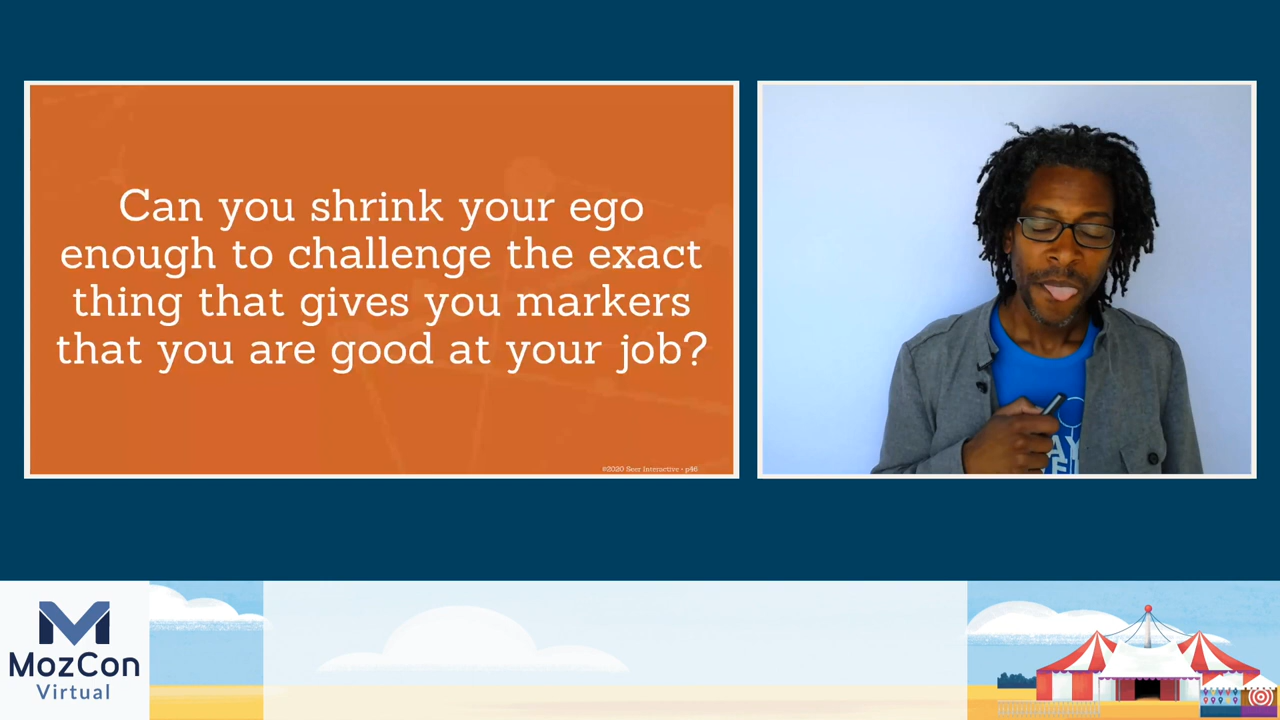 Can you shrink your ego
enough to challenge the exact
thing that gives you markers
that you are good at your job?
©2020 Seer Interactive - p46
MozCon
Virtual